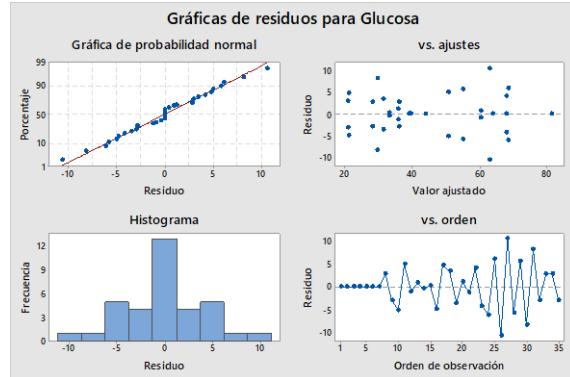 Gráficas de residuos para Glucosa
Gráfica de probabilidad normal
Porcentaje
99
90
50
10
1
-10 -5 0 5 10
Residuo
vs. ajustes
Residuo
10
5
0
-5
-10
20 40 60 80
Valor ajustado
Histograma
Frecuencia
12
9
6
3
0
-10 -5 0 5 10
Residuo
vs. orden
Residuo
10
5
0
-5
-10
1 5 10 15 20 25 30 35
Orden de observación